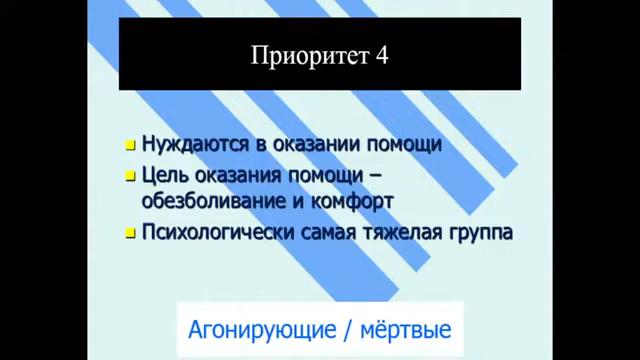 Приоритет 4
Нуждаются в оказании помощи
Цель оказания помощи –
обезболивание и комфорт
Психологически самая тяжелая группа
Агонирующие / мёртвые